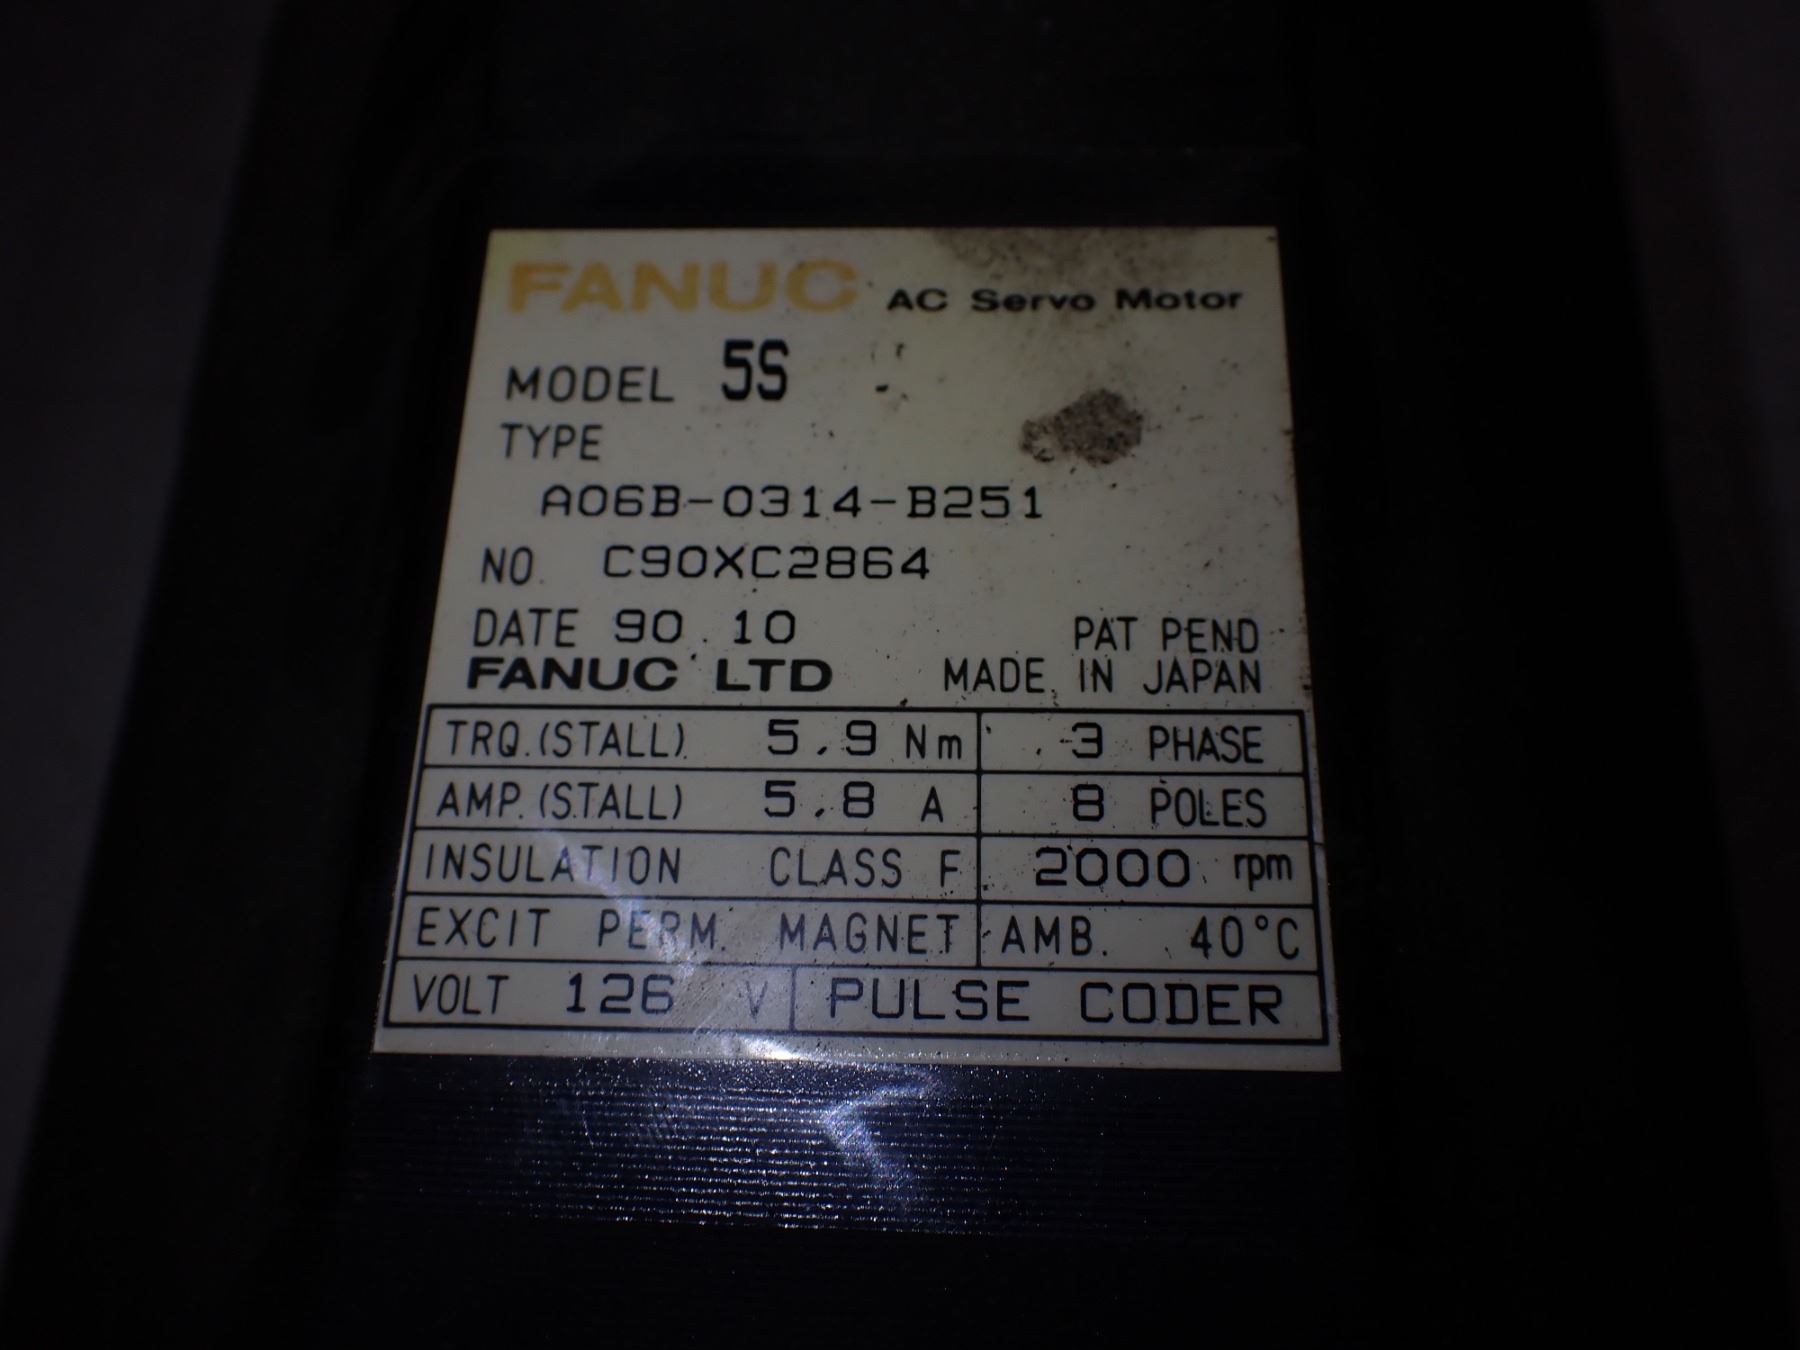 FANUC AC Servo Motor
MODEL 5S
TYPE
A06B-0314-B251
NO. C90XC2864
DATE 90.10
PAT PEND
FANUC LTD MADE IN JAPAN
TRQ.(STALL) 5.9 Nm 3 PHASE
AMP.(STALL) 5.8 A 8 POLES
INSULATION CLASS F 2000 rpm
EXCIT PERM. MAGNET AMB. 40°C
VOLT 126 V PULSE CODER